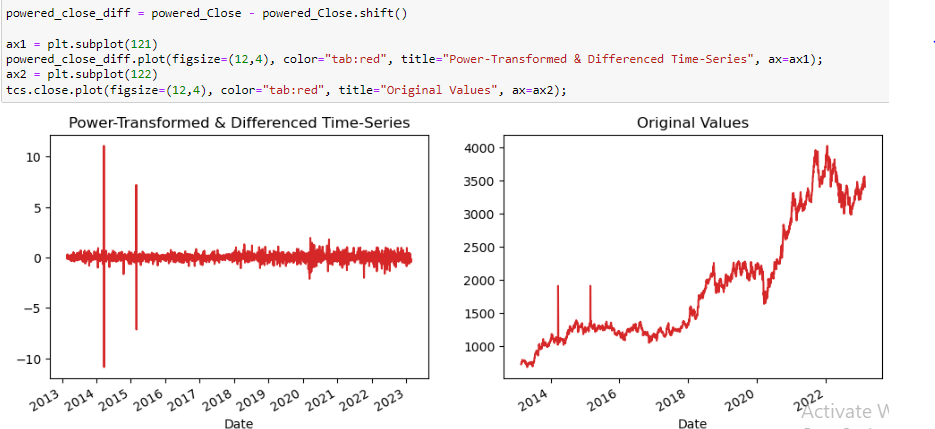 powered_close_diff = powered_Close - powered_Close.shift()
ax1 = plt.subplot(121)
powered_close_diff.plot(figsize=(12,4), color="tab:red", title="Power-Transformed & Differenced Time-Series", ax=ax1);
ax2 = plt.subplot(122)
tcs.close.plot(figsize=(12,4), color="tab:red", title="Original Values", ax=ax2);
Power-Transformed & Differenced Time-Series
10
5
0
−5
−10
2013 2014 2015 2016 2017 2018 2019 2020 2021 2022 2023
Date
Original Values
4000
3500
3000
2500
2000
1500
1000
2014 2016 2018 2020 2022
Date
Activate W